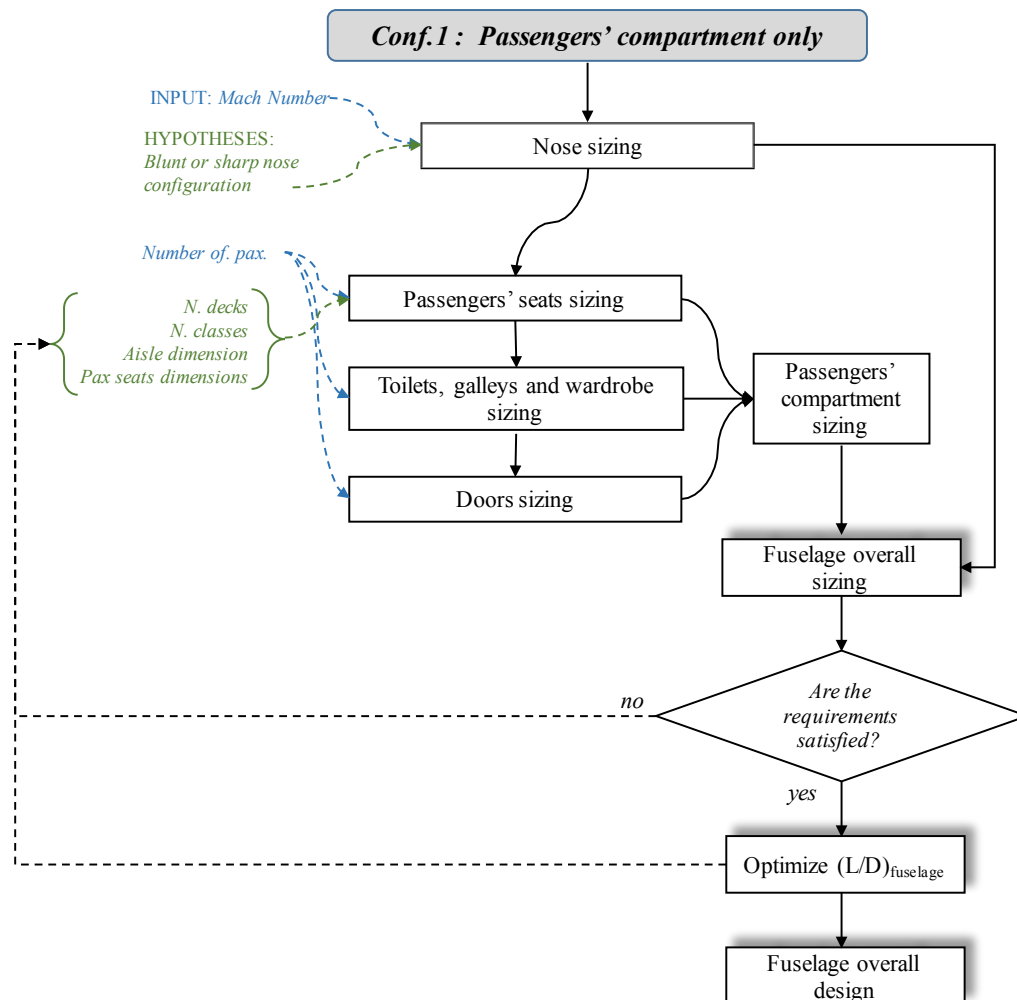 Conf.1 : Passengers’ compartment only
INPUT: Mach Number
HYPOTHESES:
Blunt or sharp nose
configuration
Nose sizing
Number of. pax.
N. decks
N. classes
Aisle dimension
Pax seats dimensions
Passengers’ seats sizing
Toilets, galleys and wardrobe
sizing
Doors sizing
Passengers’
compartment
sizing
Fuselage overall
sizing
Are the
requirements
satisfied?
no
yes
Optimize (L/D)fuselage
Fuselage overall
design